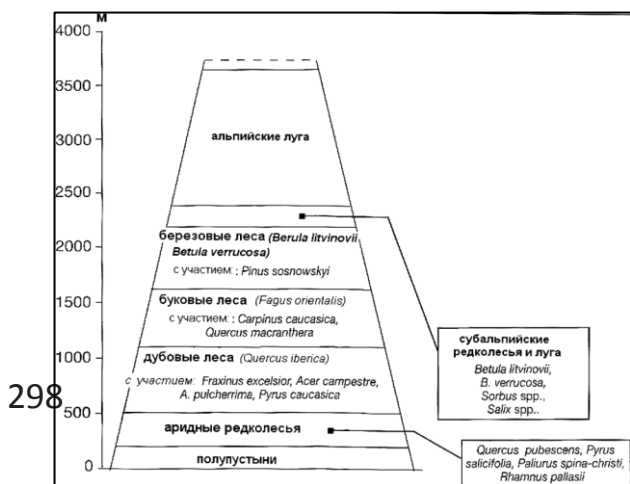 м
4000
3500
3000
2500
2000
1500
1000
500
0
298
альпийские луга
березовые леса (Berula litvinovii
Betula verrucosa)
с участием: : Pinus sosnowskyi
буковые леса (Fagus orientalis)
с участием: : Carpinus caucasica,
Quercus macranthera
дубовые леса (Quercus iberica)
с участием: Fraxinus excelsior, Acer campestre,
A. pulcherrima, Pyrus caucasica
аридные редколесья
полупустыни
субальпийские
редколесья и луга
Betula litvinovii,
B. verrucosa,
Sorbus spp.,
Salix spp..
Quercus pubescens, Pyrus
salicifolia, Paliurus spina-christi,
Rhamnus pallasii